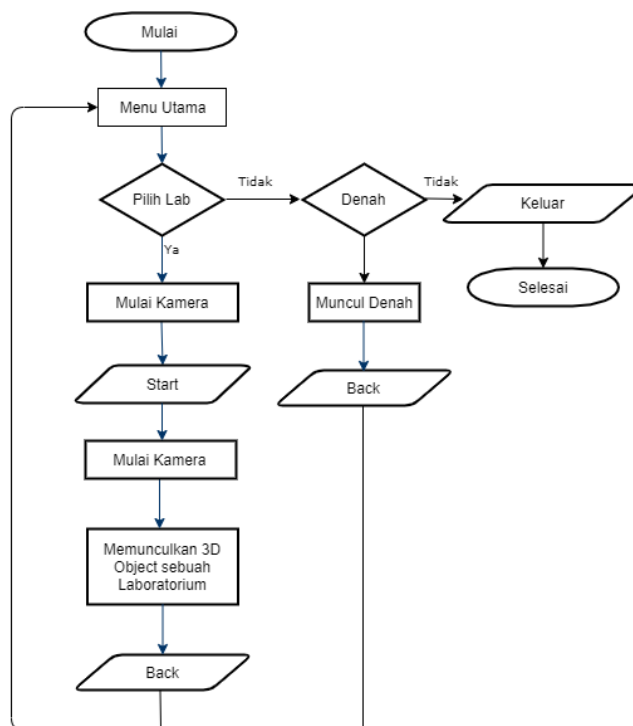 Mulai
Menu Utama
Pilih Lab
Tidak
Denah
Tidak
Keluar
Ya
Mulai Kamera
Muncul Denah
Selesai
Start
Back
Mulai Kamera
Memunculkan 3D
Object sebuah
Laboratorium
Back